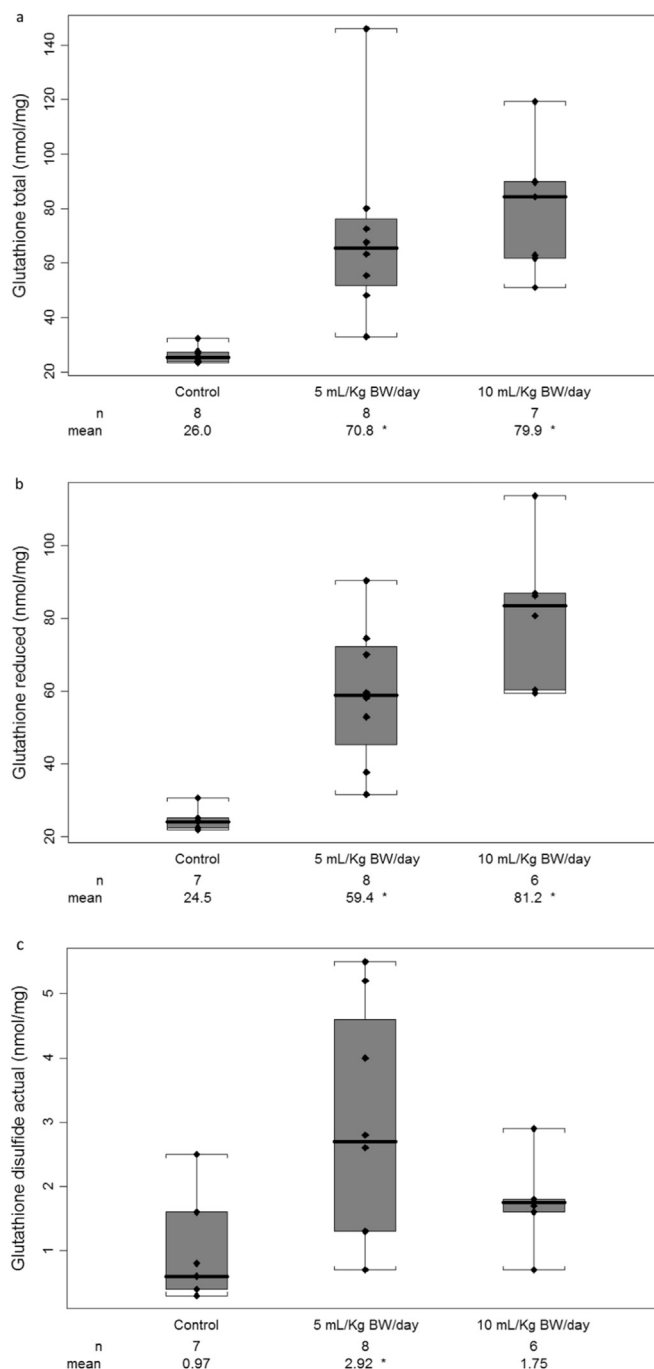 a
Glutathione total (nmol/mg)
140
120
100
80
60
40
20
Control 5 mL/Kg BW/day 10 mL/Kg BW/day
n 8 8 7
mean 26.0 70.8 * 79.9 *
b
Glutathione reduced (nmol/mg)
100
80
60
40
20
Control 5 mL/Kg BW/day 10 mL/Kg BW/day
n 7 8 6
mean 24.5 59.4 * 81.2 *
c
Glutathione disulfide actual (nmol/mg)
5
4
3
2
1
Control 5 mL/Kg BW/day 10 mL/Kg BW/day
n 7 8 6
mean 0.97 2.92 * 1.75